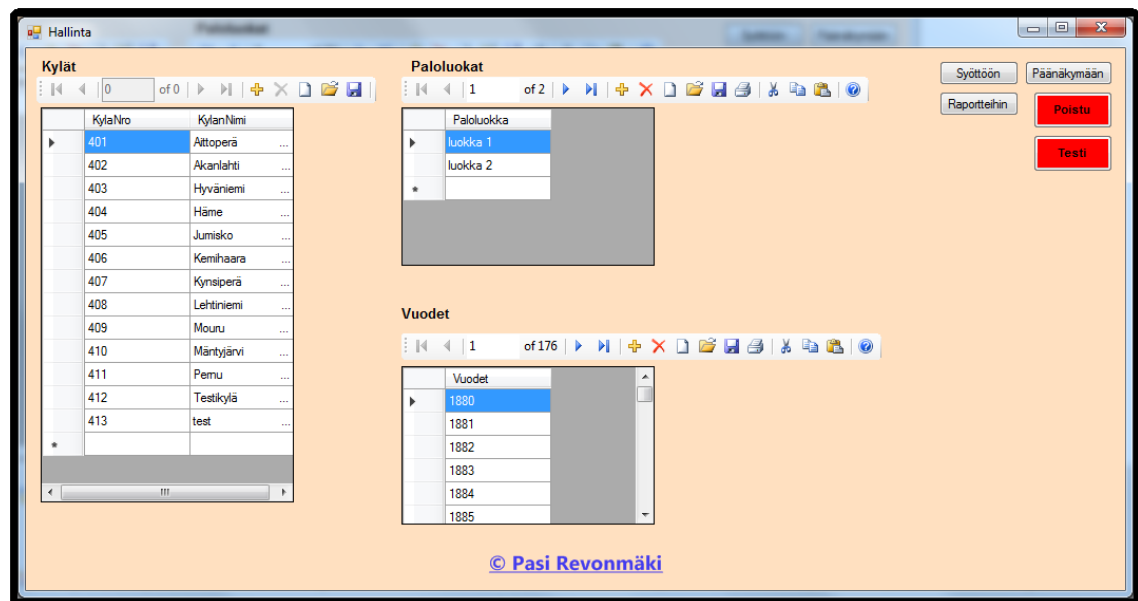 Hallinta
Kylät
0 of 0
KylaNro KylanNimi
401 Aittoperä ...
402 Akanlahti ...
403 Hyväniemi ...
404 Häme ...
405 Jumisko ...
406 Kemihaara ...
407 Kynsiperä ...
408 Lehtiniemi ...
409 Mouru ...
410 Mäntyjärvi ...
411 Pernu ...
412 Testikylä ...
413 test ...
Paloluokat
1 of 2
Paloluokka
luokka 1
luokka 2
Vuodet
1 of 176
Vuodet
1880
1881
1882
1883
1884
1885
Syöttöön Päänäkymään
Raportteihin Poistu
Testi
© Pasi Revonmäki